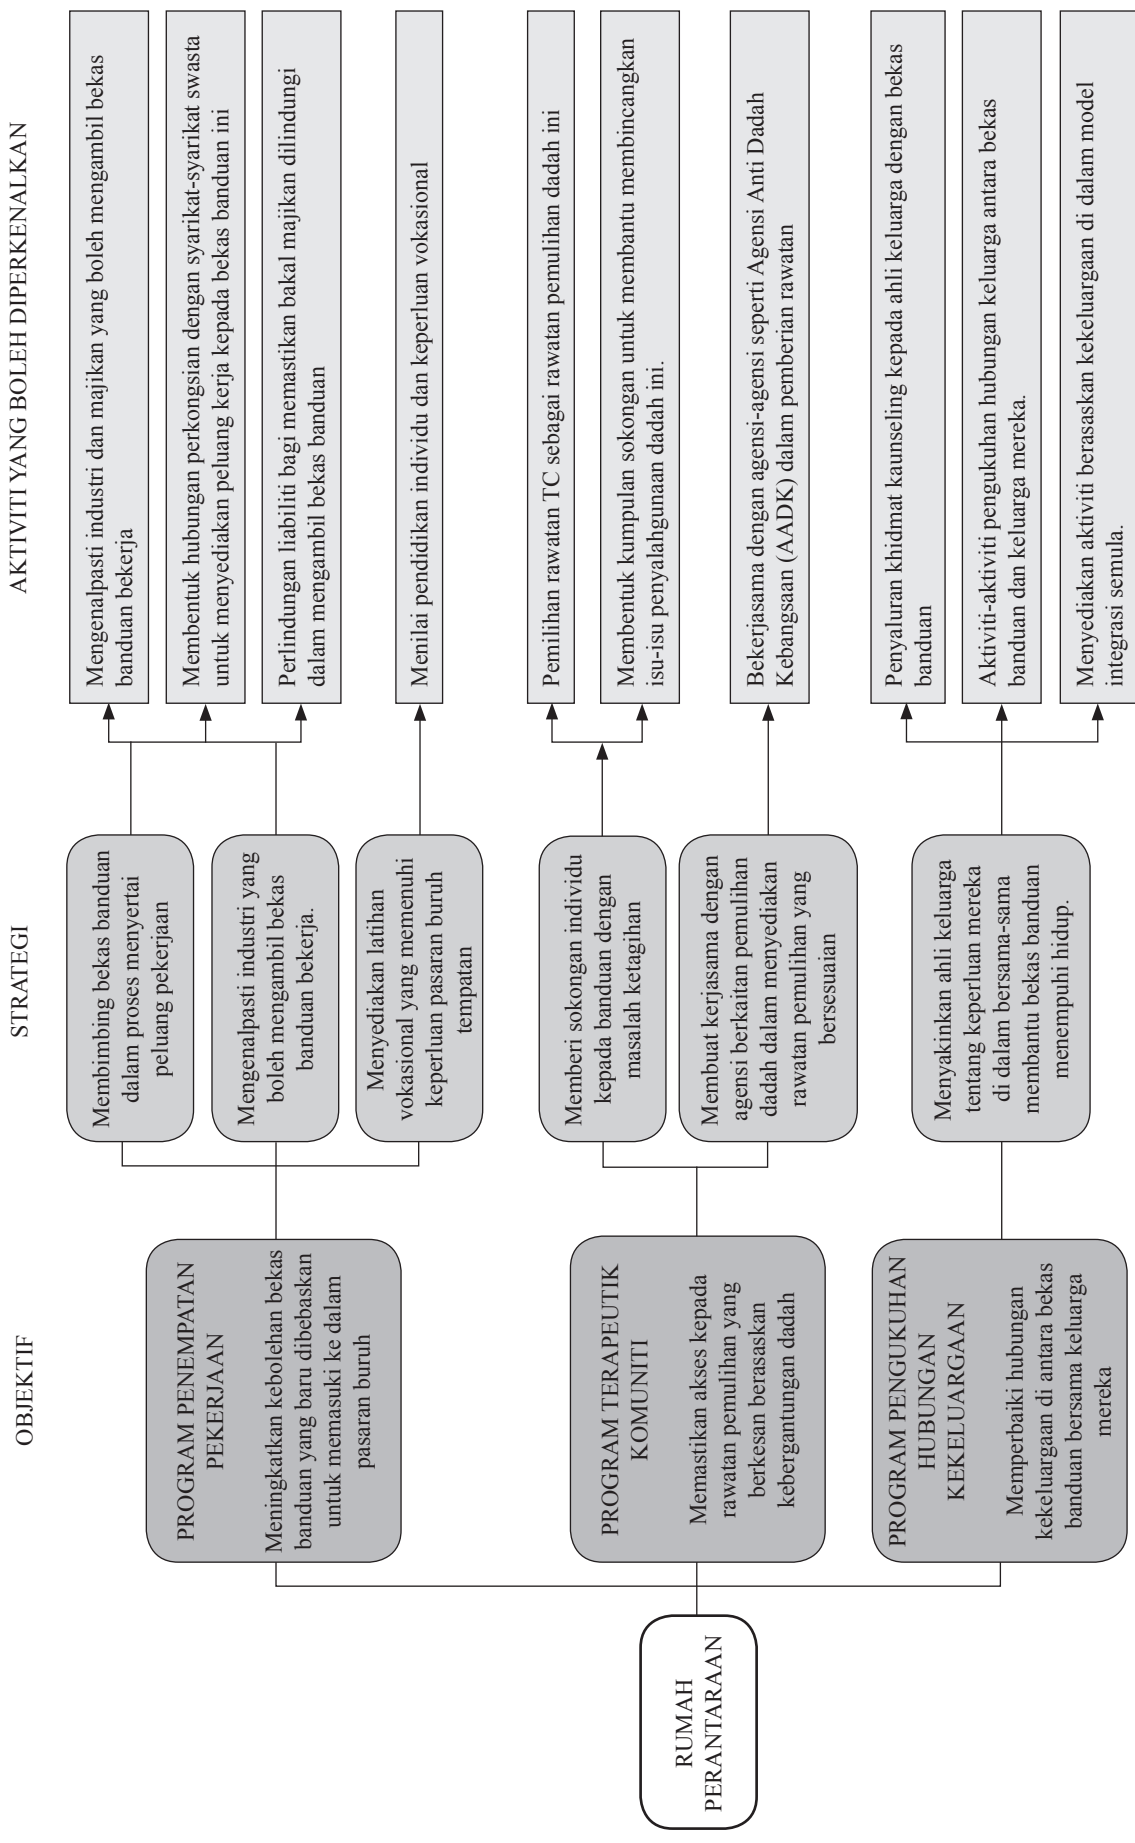 OBJEKTIF
STRATEGI
AKTIVITI YANG BOLEH DIPERKENALKAN
RUMAH
PERANTARAAN
PROGRAM PENEMPATAN
PEKERJAAN
Meningkatkan kebolehan bekas
banduan yang baru dibebaskan
untuk memasuki ke dalam
pasaran buruh
Membimbing bekas banduan
dalam proses menyertai
peluang pekerjaan
Mengenalpasti industri yang
boleh mengambil bekas
banduan bekerja.
Menyediakan latihan
vokasional yang memenuhi
keperluan pasaran buruh
tempatan
Mengenalpasti industri dan majikan yang boleh mengambil bekas
banduan bekerja
Membentuk hubungan perkongsian dengan syarikat-syarikat swasta
untuk menyediakan peluang kerja kepada bekas banduan ini
Perlindungan liabiliti bagi memastikan bakal majikan dilindungi
dalam mengambil bekas banduan
Menilai pendidikan individu dan keperluan vokasional
PROGRAM TERAPEUTIK
KOMUNITI
Memastikan akses kepada
rawatan pemulihan yang
berkesan berasaskan
kebergantungan dadah
Memberi sokongan individu
kepada banduan dengan
masalah ketagihan
Membuat kerjasama dengan
agensi berkaitan pemulihan
dadah dalam menyediakan
rawatan pemulihan yang
bersesuaian
Pemilihan rawatan TC sebagai rawatan pemulihan dadah ini
Membentuk kumpulan sokongan untuk membantu membincangkan
isu-isu penyalahgunaan dadah ini.
Bekerjasama dengan agensi-agensi seperti Agensi Anti Dadah
Kebangsaan (AADK) dalam pemberian rawatan
PROGRAM PENGUKUHAN
HUBUNGAN
KEKELUARGAAN
Memperbaiki hubungan
kekeluargaan di antara bekas
banduan bersama keluarga
mereka
Menyakinkan ahli keluarga
tentang keperluan mereka
di dalam bersama-sama
membantu bekas banduan
menempuhi hidup.
Penyaluran khidmat kaunseling kepada ahli keluarga dengan bekas
banduan
Aktiviti-aktiviti pengukuhan hubungan keluarga antara bekas
banduan dan keluarga mereka.
Menyediakan aktiviti berasaskan kekeluargaan di dalam model
integrasi semula.